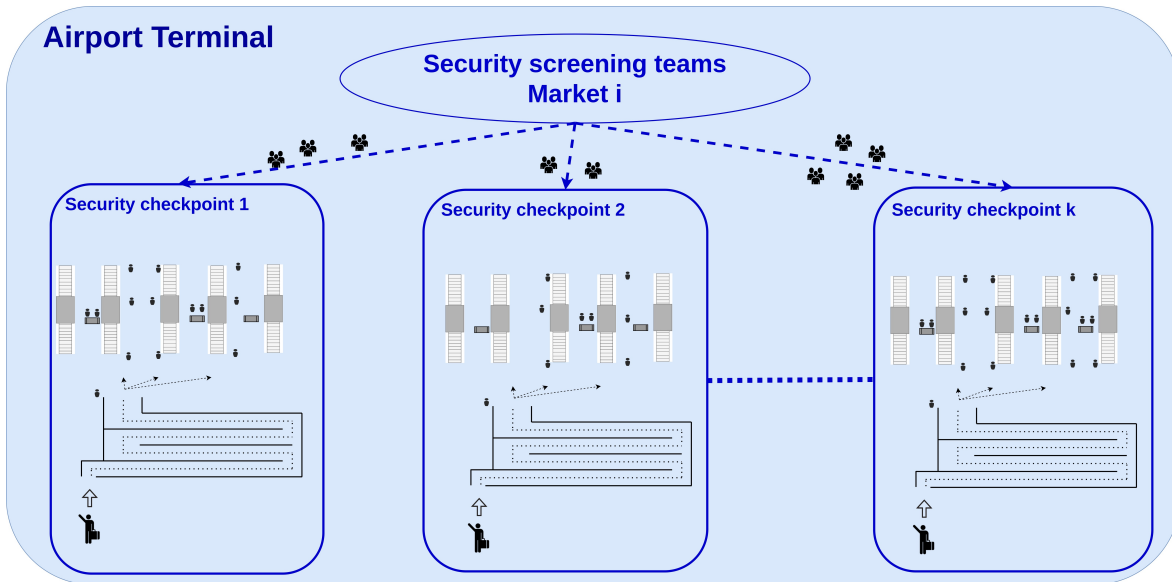 Airport Terminal
Security screening teams
Market i
Security checkpoint 1
Security checkpoint 2
Security checkpoint k